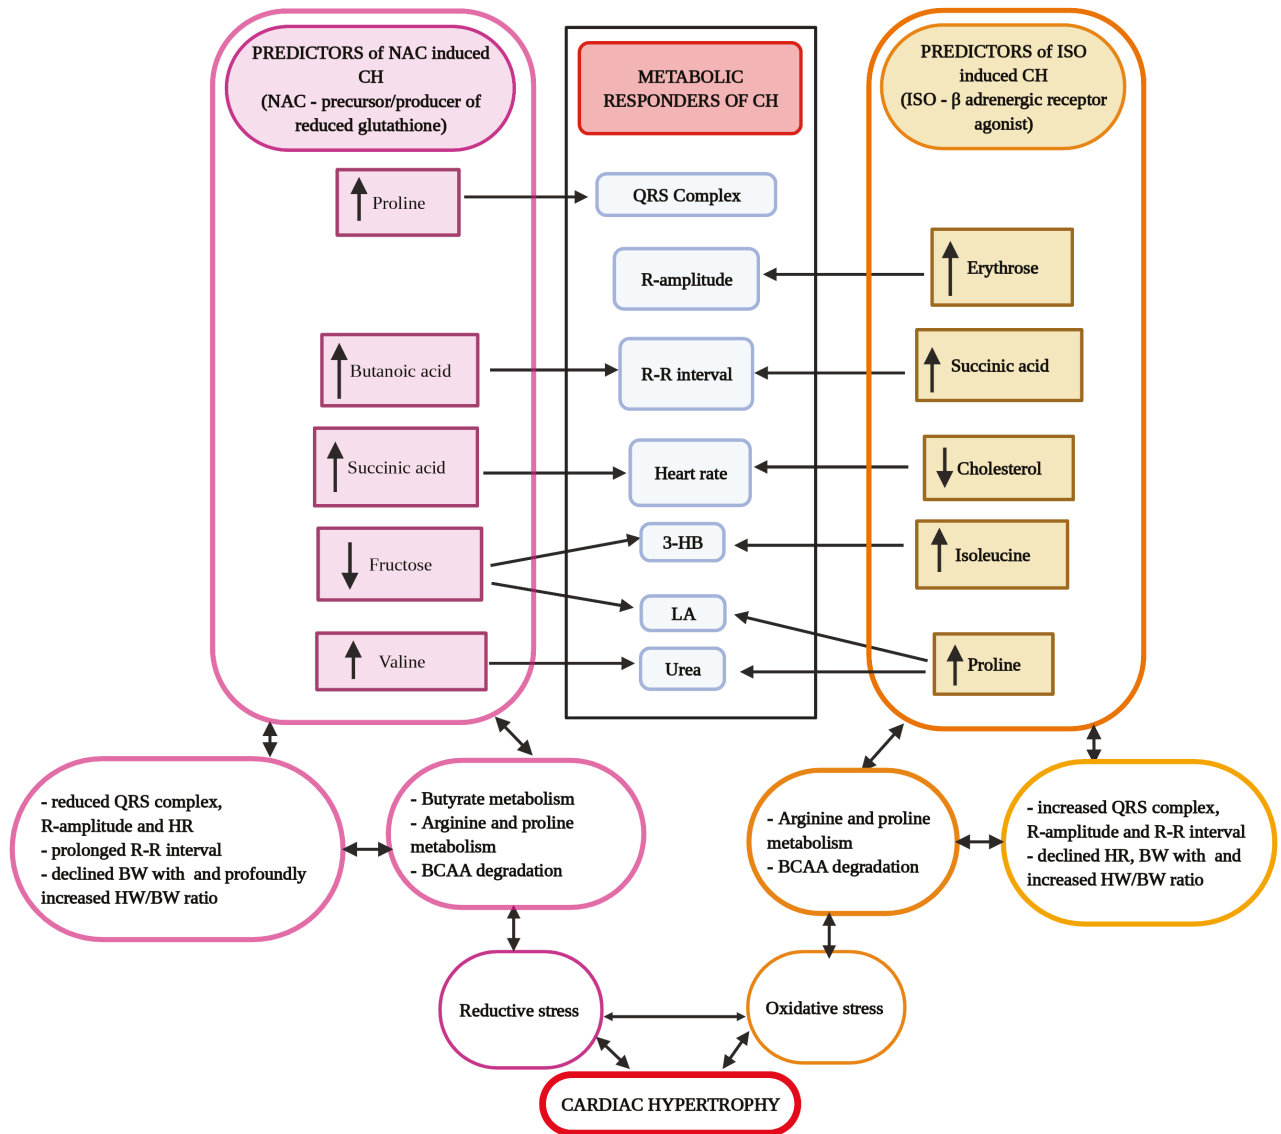 PREDICTORS of NAC induced
CH
(NAC - precursor/producer of
reduced glutathione)
METABOLIC
RESPONDERS OF CH
PREDICTORS of ISO
induced CH
(ISO - β adrenergic receptor
agonist)
Proline
QRS Complex
R-amplitude
Erythrose
Butanoic acid
R-R interval
Succinic acid
Succinic acid
Heart rate
Cholesterol
Fructose
3-HB
Isoleucine
LA
Valine
Urea
Proline
- reduced QRS complex,
R-amplitude and HR
- prolonged R-R interval
- declined BW with  and profoundly
increased HW/BW ratio
- Butyrate metabolism
- Arginine and proline
metabolism
- BCAA degradation
- Arginine and proline
metabolism
- BCAA degradation
- increased QRS complex,
R-amplitude and R-R interval
- declined HR, BW with  and
increased HW/BW ratio
Reductive stress
Oxidative stress
CARDIAC HYPERTROPHY